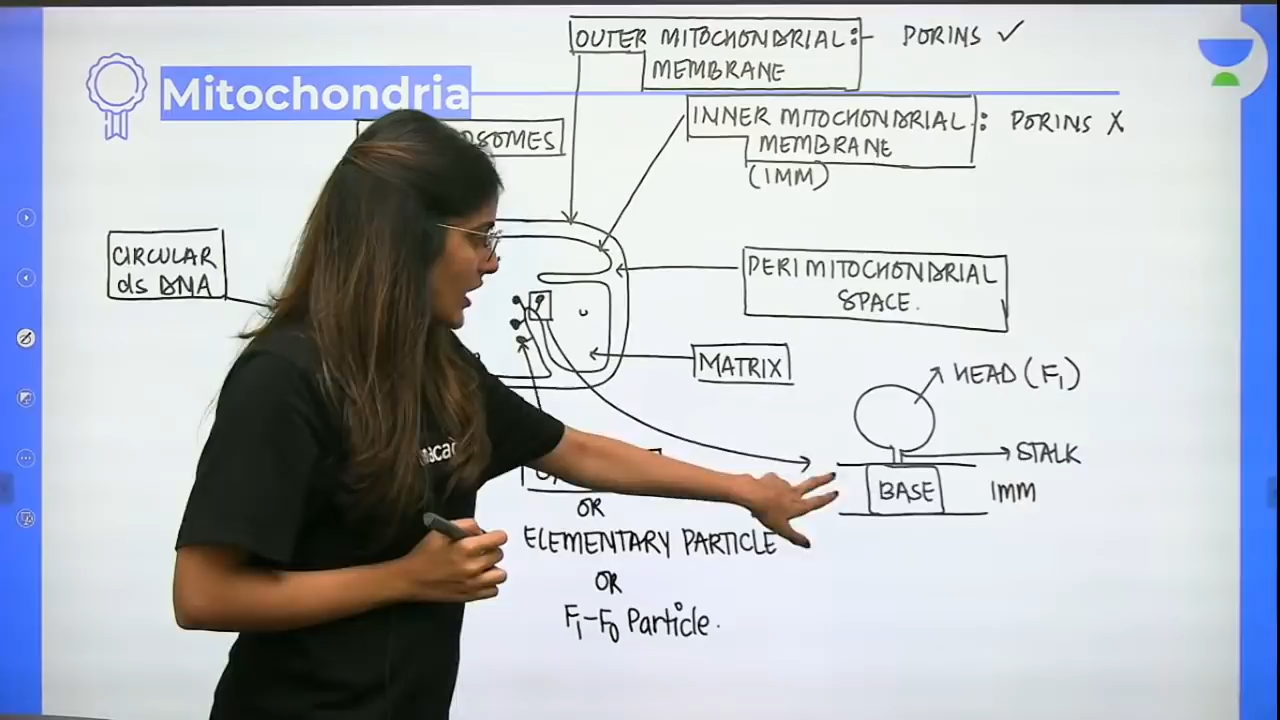 OUTER MITOCHONDRIAL :- PORINS ✓
MEMBRANE
Mitochondria
INNER MITOCHONDRIAL : PORINS X
MEMBRANE
(IMM)
CIRCULAR
ds DNA
PERIMITOCHONDRIAL
SPACE.
MATRIX
HEAD (F₁)
STALK
BASE
IMM
OR
ELEMENTARY PARTICLE
OR
F₁-F₀ Particle.